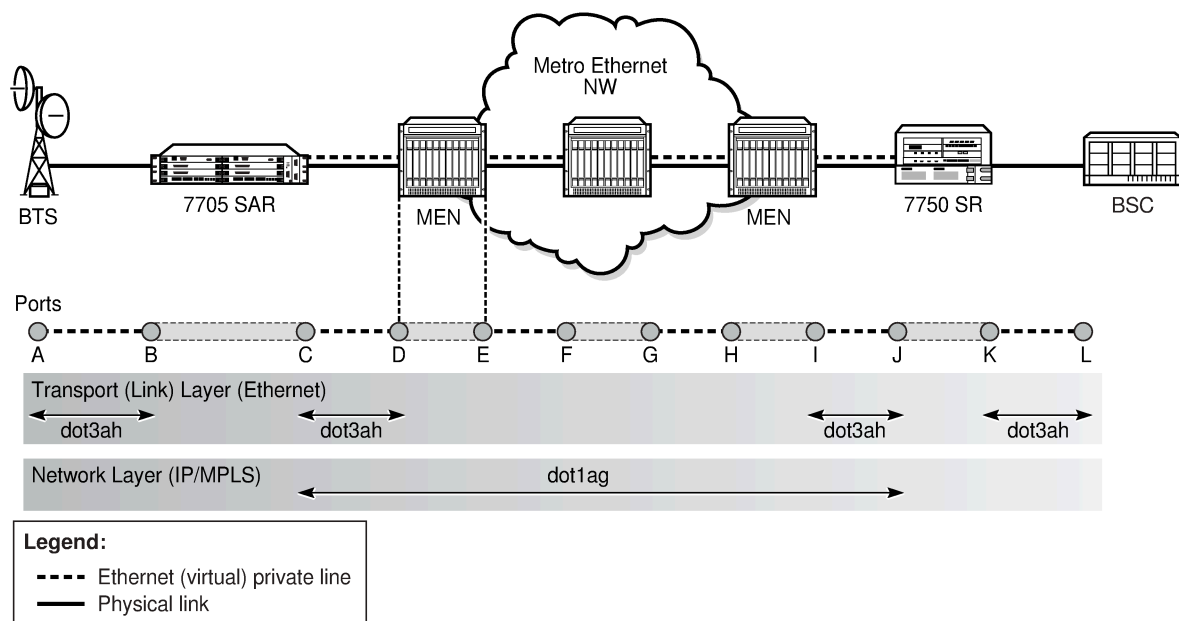 Metro Ethernet
NW
BTS
7705 SAR
MEN
MEN
7750 SR
BSC
Ports
A B C D E F G H I J K L
Transport (Link) Layer (Ethernet)
dot3ah dot3ah dot3ah dot3ah
Network Layer (IP/MPLS)
dot1ag
Legend:
Ethernet (virtual) private line
Physical link